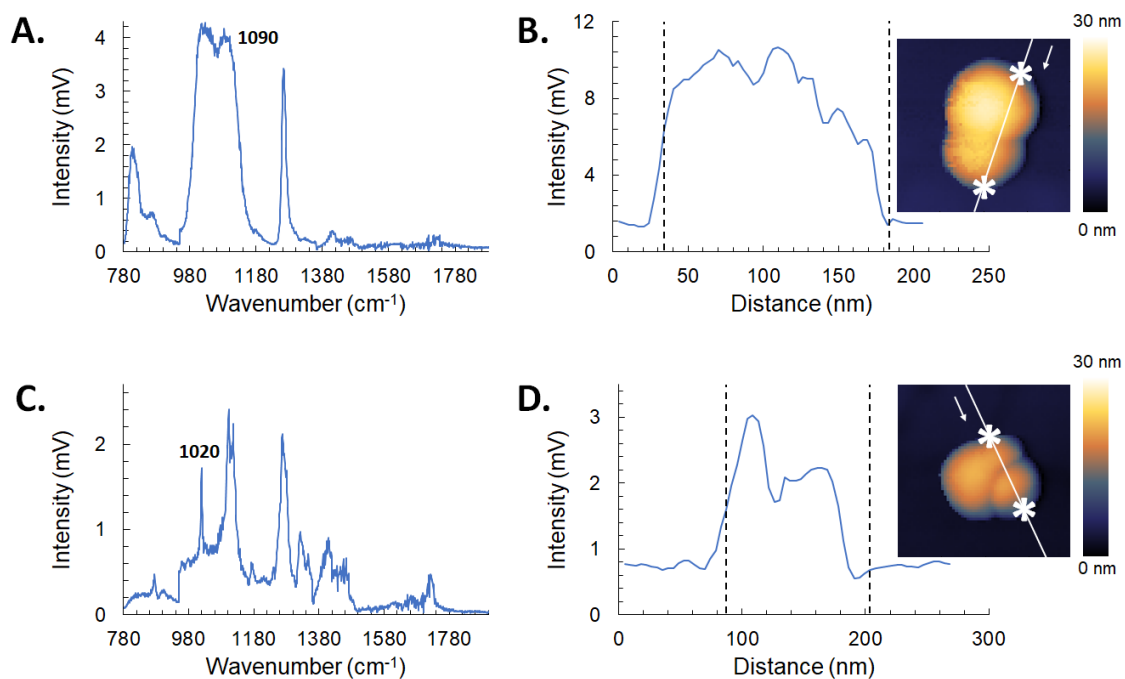 A.
4
3
2
1
0
Intensity (mV)
1090
780 980 1180 1380 1580 1780
Wavenumber (cm-1)
B.
12
8
4
0
Intensity (mV)
0 50 100 150 200 250
Distance (nm)
30 nm
0 nm
C.
2
1
0
Intensity (mV)
1020
780 980 1180 1380 1580 1780
Wavenumber (cm-1)
D.
3
2
1
0
Intensity (mV)
0 100 200 300
Distance (nm)
30 nm
0 nm